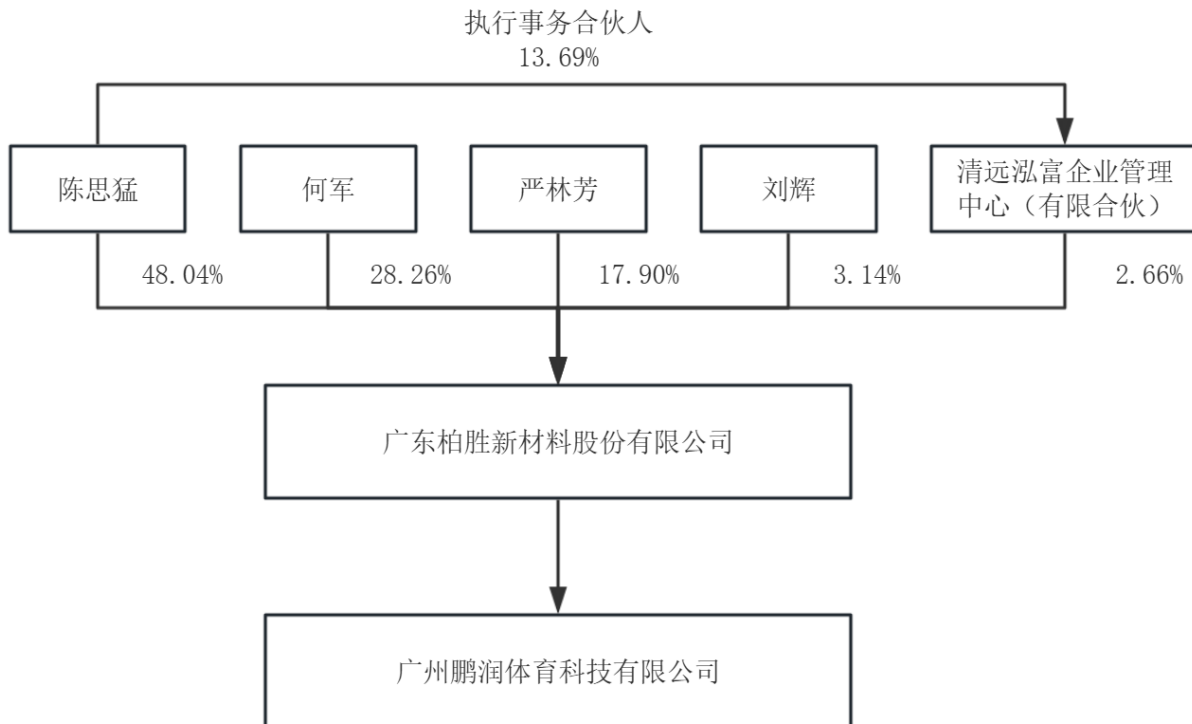 执行事务合伙人
13.69%
陈思猛
何军
严林芳
刘辉
清远泓富企业管理
中心（有限合伙）
48.04%
28.26%
17.90%
3.14%
2.66%
广东柏胜新材料股份有限公司
广州鹏润体育科技有限公司